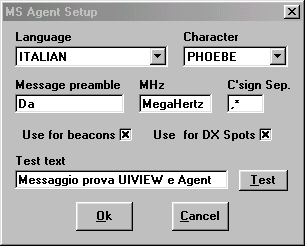 MS Agent Setup
Language Character
ITALIAN PHOEBE
Message preamble MHz C'sign Sep.
Da MegaHertz ,*
Use for beacons Use for DX Spots
Test text
Messaggio prova UIVIEW e Agent Test
Ok Cancel